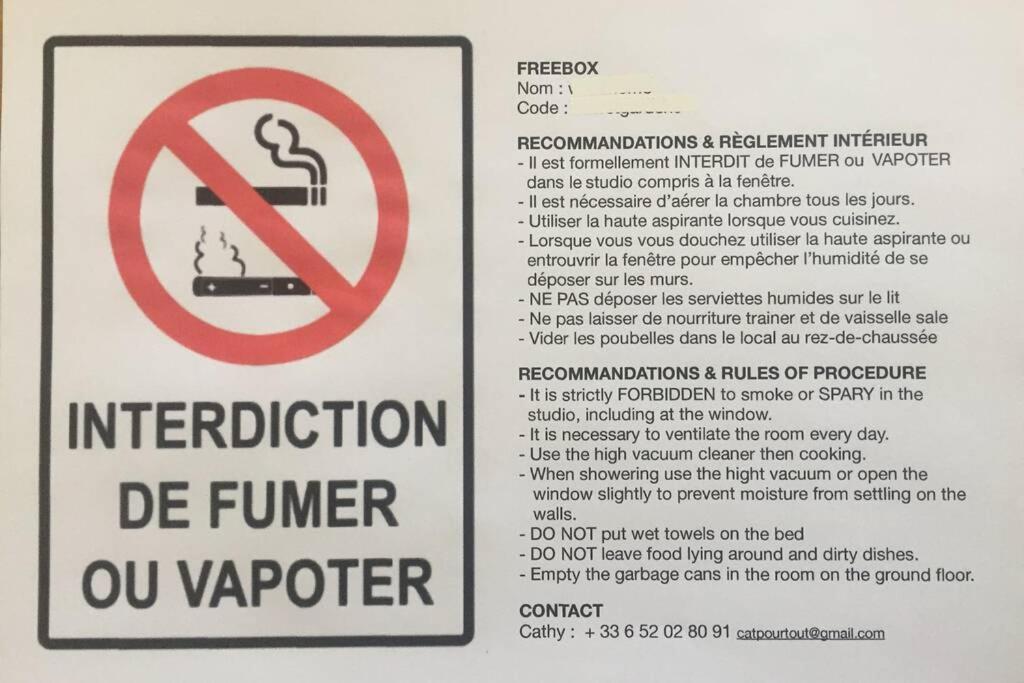 INTERDICTION
DE FUMER
OU VAPOTER
FREEBOX
Nom :
Code :
RECOMMANDATIONS & RÈGLEMENT INTÉRIEUR
- Il est formellement INTERDIT de FUMER ou VAPOTER
dans le studio compris à la fenêtre.
- Il est nécessaire d'aérer la chambre tous les jours.
- Utiliser la haute aspirante lorsque vous cuisinez.
- Lorsque vous vous douchez utiliser la haute aspirante ou
entrouvrir la fenêtre pour empêcher l'humidité de se
déposer sur les murs.
- NE PAS déposer les serviettes humides sur le lit
- Ne pas laisser de nourriture trainer et de vaisselle sale
- Vider les poubelles dans le local au rez-de-chaussée
RECOMMANDATIONS & RULES OF PROCEDURE
- It is strictly FORBIDDEN to smoke or SPARY in the
studio, including at the window.
- It is necessary to ventilate the room every day.
- Use the high vacuum cleaner then cooking.
- When showering use the hight vacuum or open the
window slightly to prevent moisture from settling on the
walls.
- DO NOT put wet towels on the bed
- DO NOT leave food lying around and dirty dishes.
- Empty the garbage cans in the room on the ground floor.
CONTACT
Cathy : + 33 6 52 02 80 91 catpourtout@gmail.com